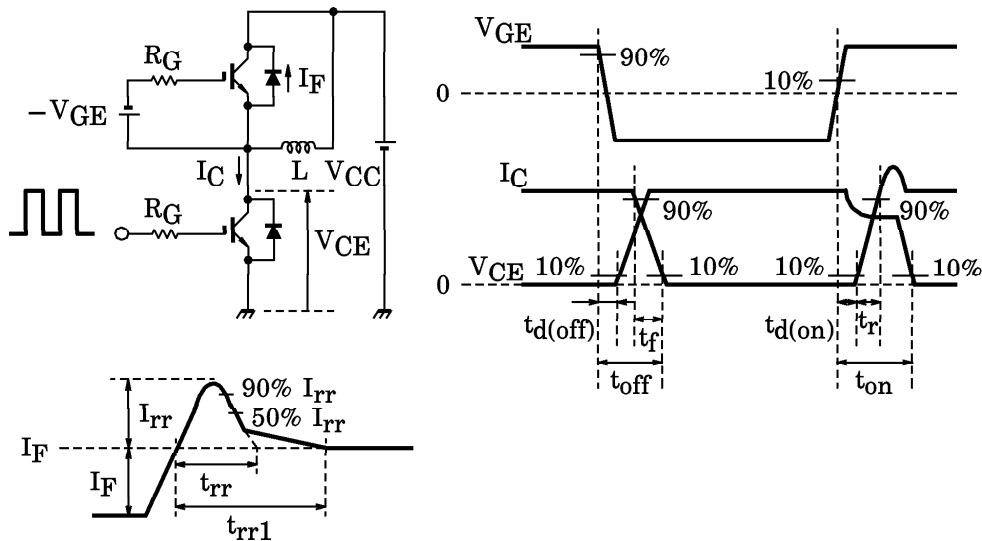 R_G
I_F
−V_GE
I_C
L
V_CC
R_G
V_CE
V_GE
90%
10%
0
I_C
90%
90%
V_CE
10%
10%
10%
10%
0
t_d(off)
t_f
t_d(on)
t_r
t_off
t_on
I_rr
90% I_rr
50% I_rr
I_F
I_F
t_rr
t_rr1